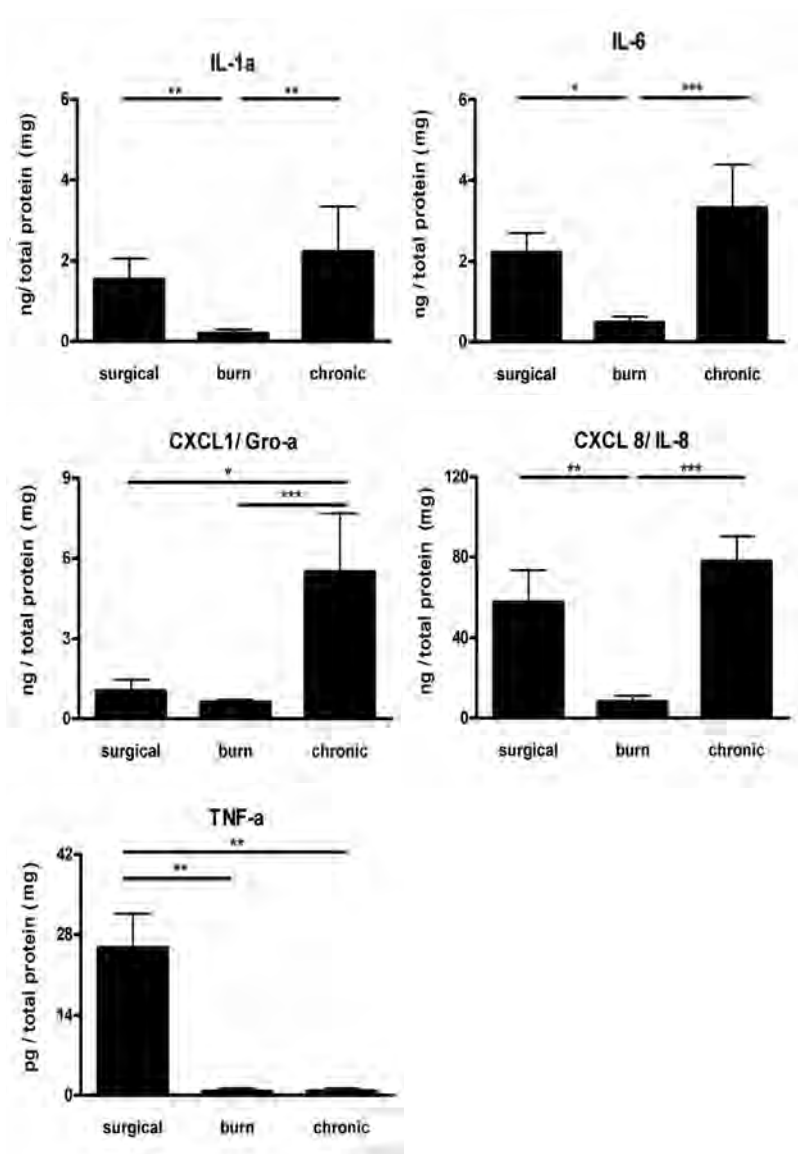 IL-1a
** **
ng/ total protein (mg)
6
4
2
0
surgical burn chronic
IL-6
* ***
ng / total protein (mg)
6
4
2
0
surgical burn chronic
CXCL1/ Gro-a
*
***
ng / total protein (mg)
9
6
3
0
surgical burn chronic
CXCL 8/ IL-8
** ***
ng / total protein (mg)
120
80
40
0
surgical burn chronic
TNF-a
**
**
pg / total protein (mg)
42
28
14
0
surgical burn chronic